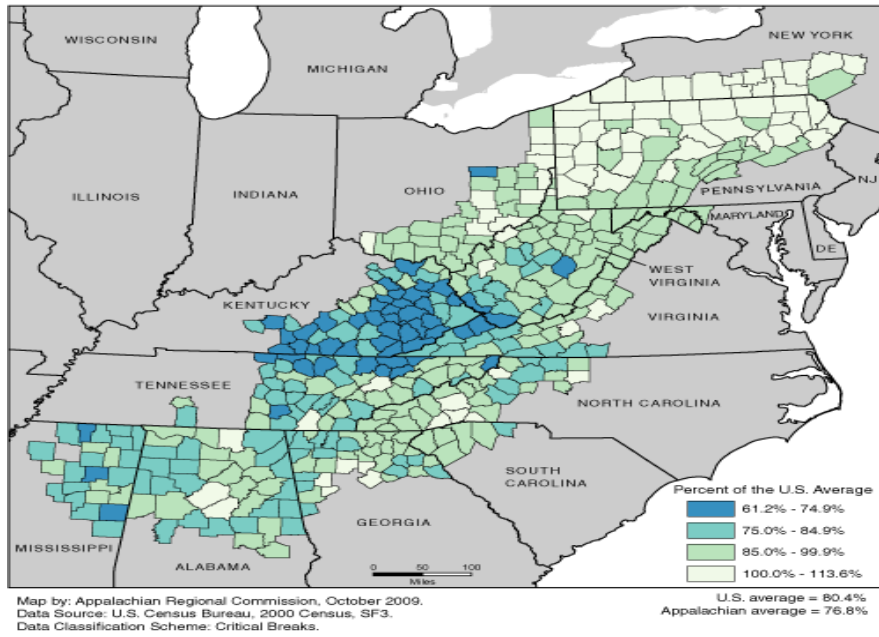 WISCONSIN
NEW YORK
MICHIGAN
ILLINOIS
INDIANA
OHIO
PENNSYLVANIA
NJ
MARYLAND
DE
WEST
VIRGINIA
KENTUCKY
VIRGINIA
TENNESSEE
NORTH CAROLINA
SOUTH
CAROLINA
GEORGIA
MISSISSIPPI
ALABAMA
Percent of the U.S. Average
61.2% - 74.9%
75.0% - 84.9%
85.0% - 99.9%
100.0% - 113.6%
0 50 100
Miles
Map by: Appalachian Regional Commission, October 2009.
Data Source: U.S. Census Bureau, 2000 Census, SF3.
Data Classification Scheme: Critical Breaks.
U.S. average = 80.4%
Appalachian average = 76.8%